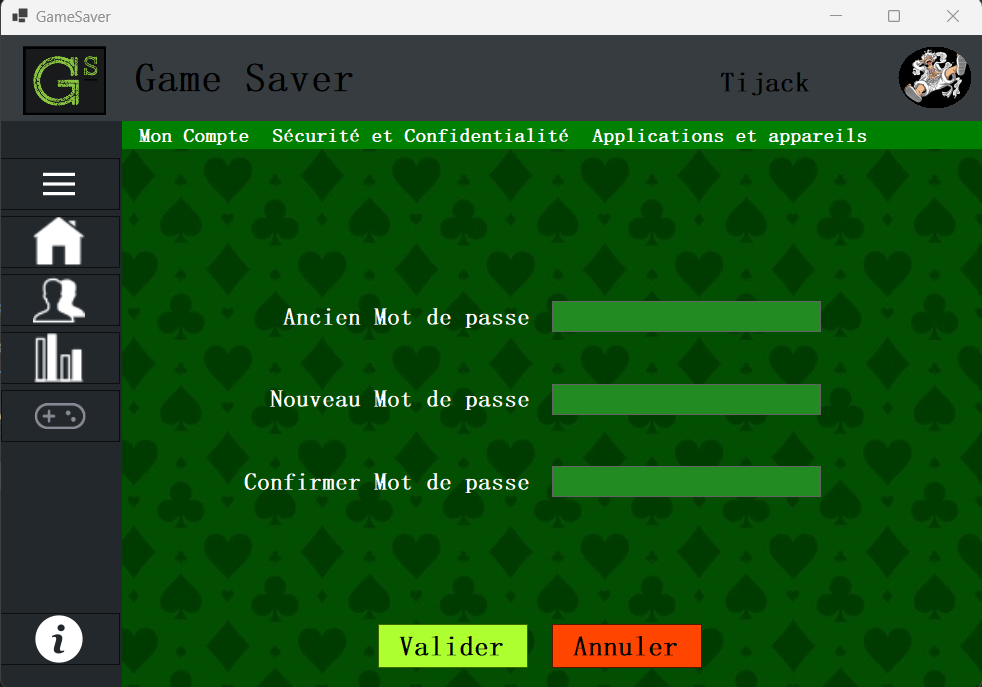 GameSaver
GS
Game Saver
Tijack
Mon Compte Sécurité et Confidentialité Applications et appareils
Ancien Mot de passe
Nouveau Mot de passe
Confirmer Mot de passe
i
Valider Annuler